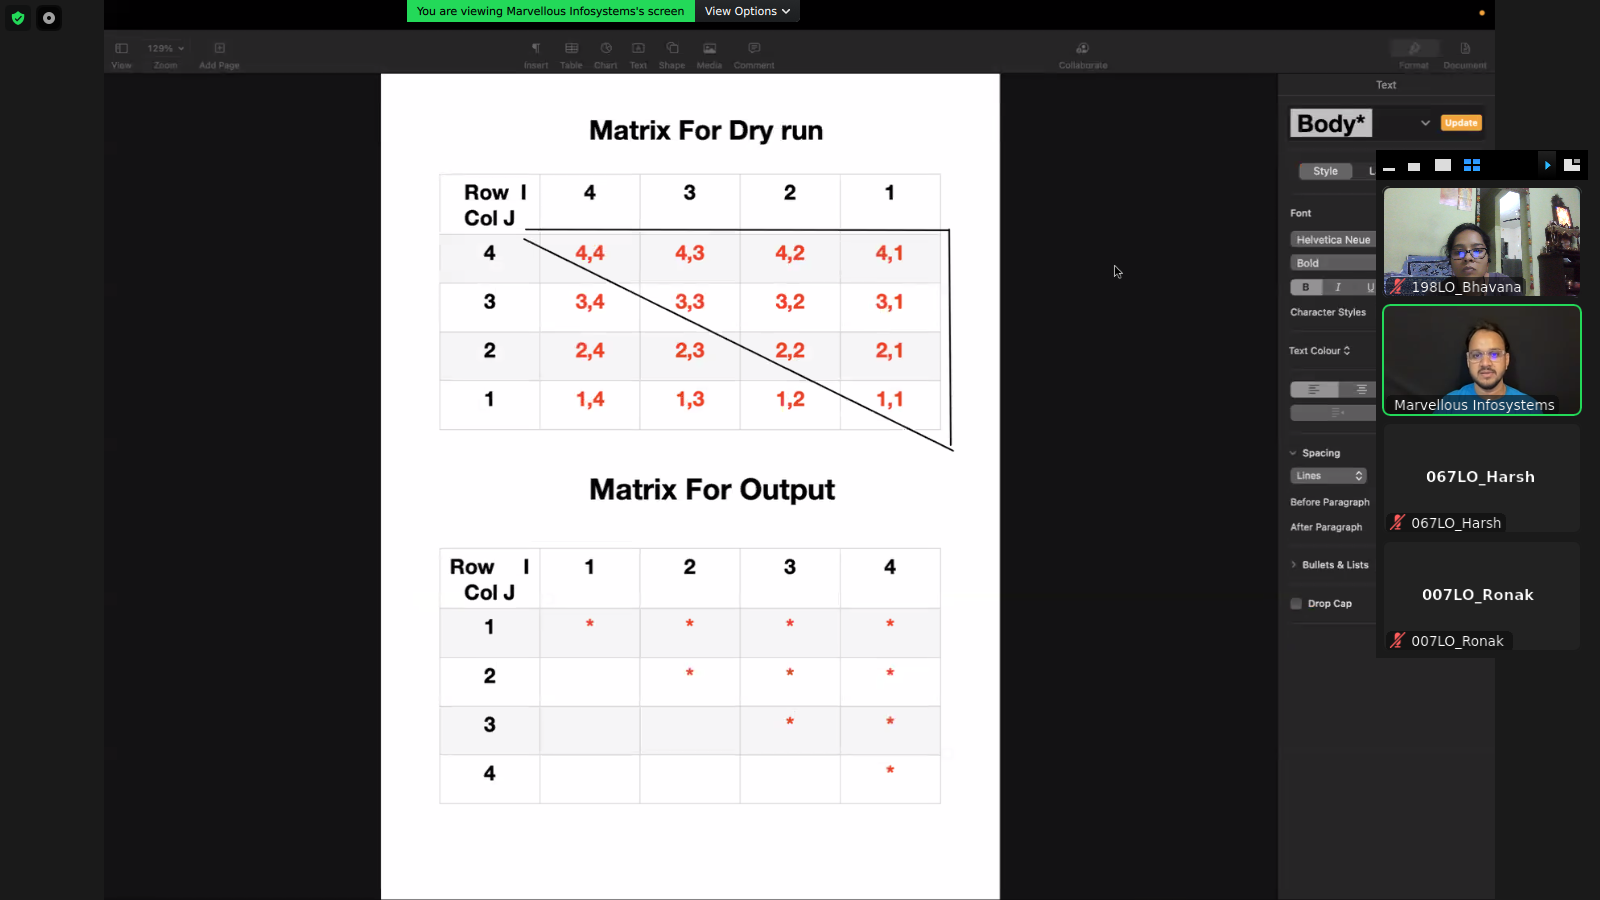 You are viewing Marvellous Infosystems's screen View Options
View
129%
Zoom
Add Page
Insert
Table
Chart
Text
Shape
Media
Comment
Collaborate
Format
Document
Matrix For Dry run
Row I 4 3 2 1
Col J
4 4,4 4,3 4,2 4,1
3 3,4 3,3 3,2 3,1
2 2,4 2,3 2,2 2,1
1 1,4 1,3 1,2 1,1
Matrix For Output
Row I 1 2 3 4
Col J
1 * * * *
2 * * *
3 * *
4 *
Text
Body*
Update
Style
Font
Helvetica Neue
Bold
B I U
Character Styles
Text Colour
Spacing
Lines
Before Paragraph
After Paragraph
Bullets & Lists
Drop Cap
198LO_Bhavana
Marvellous Infosystems
067LO_Harsh
067LO_Harsh
007LO_Ronak
007LO_Ronak